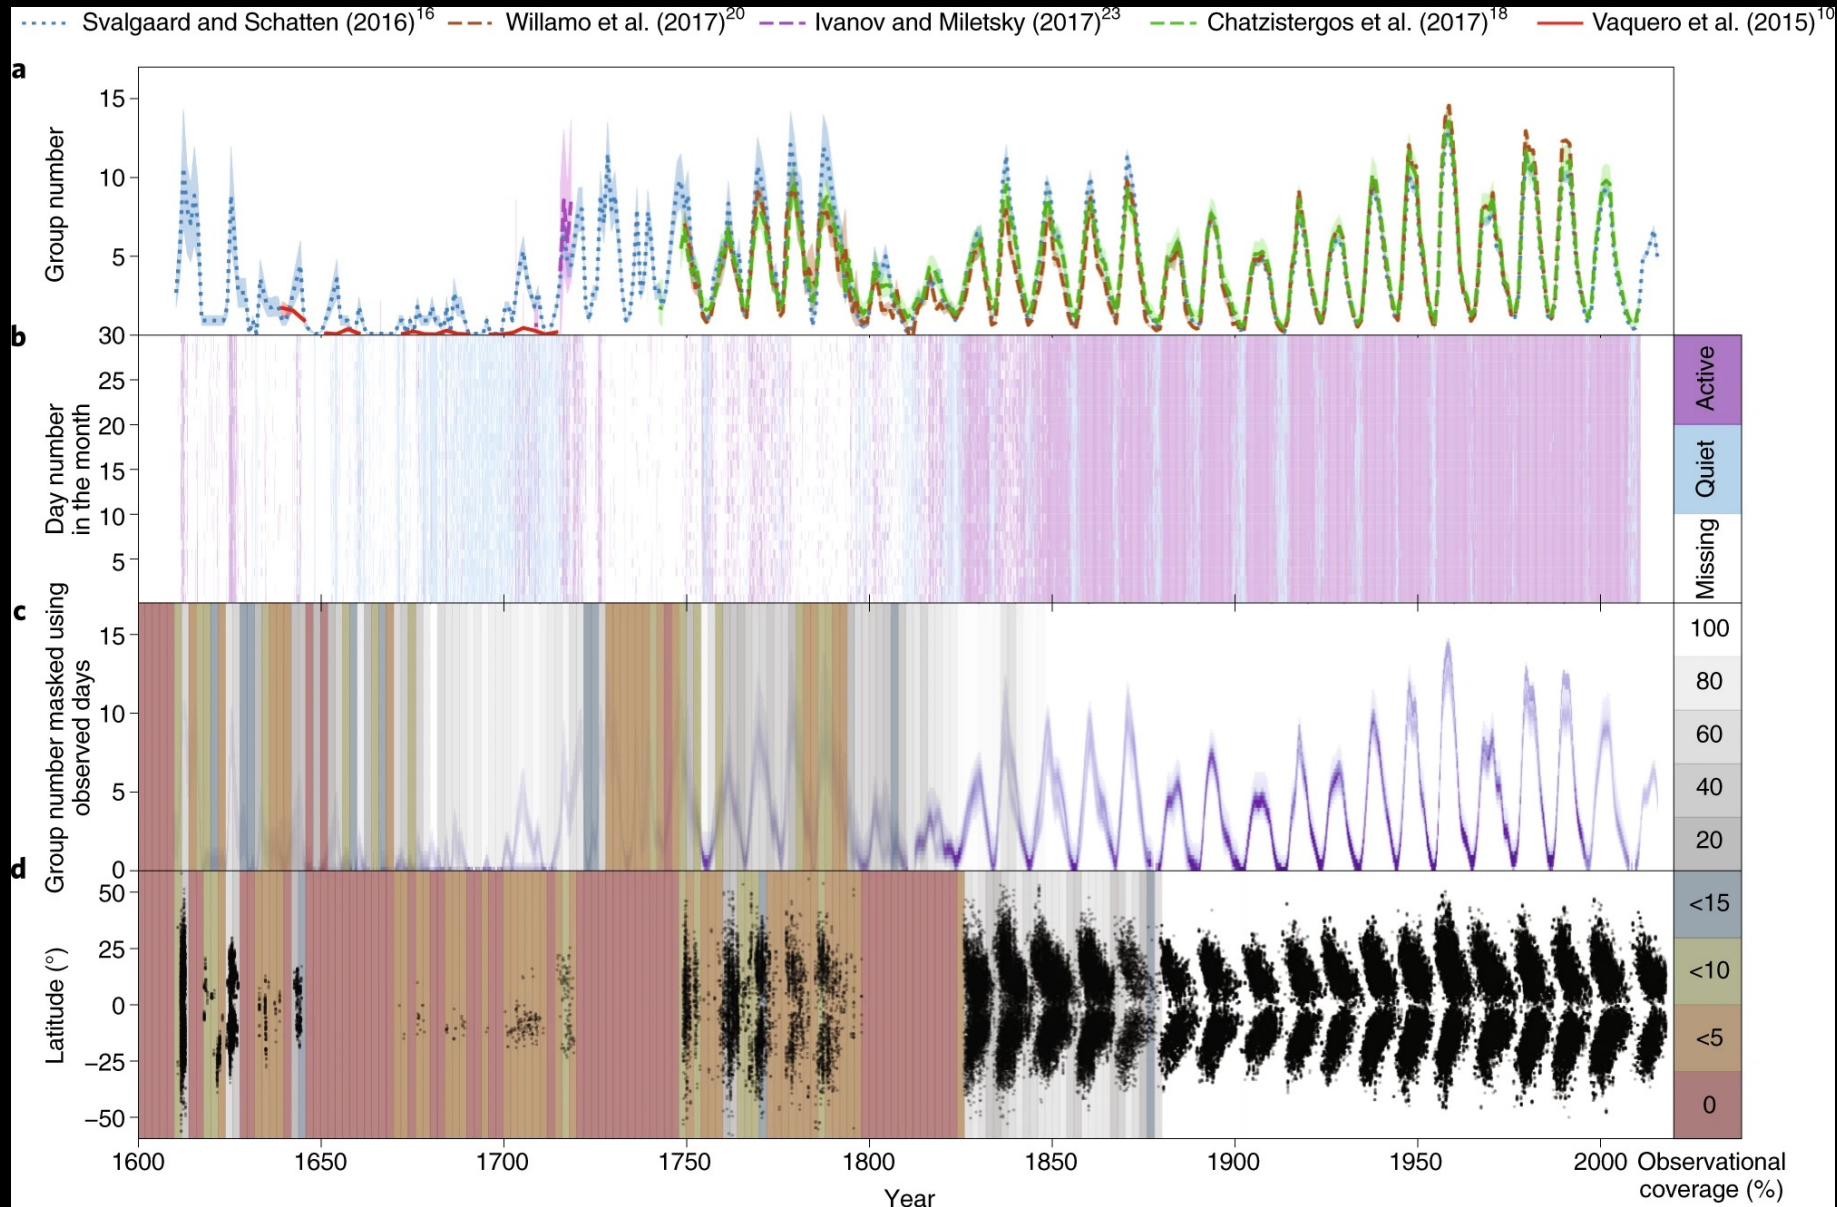 Svalgaard and Schatten (2016)16 Willamo et al. (2017)20 Ivanov and Miletsky (2017)23 Chatzistergos et al. (2017)18 Vaquero et al. (2015)10
a
15
10
5
Group number
b
30
25
20
15
10
5
Day number
in the month
Active
Quiet
Missing
c
15
10
5
0
Group number masked using
observed days
100
80
60
40
20
d
50
25
0
−25
−50
Latitude (°)
<15
<10
<5
0
1600 1650 1700 1750 1800 1850 1900 1950 2000 Observational
coverage (%)
Year